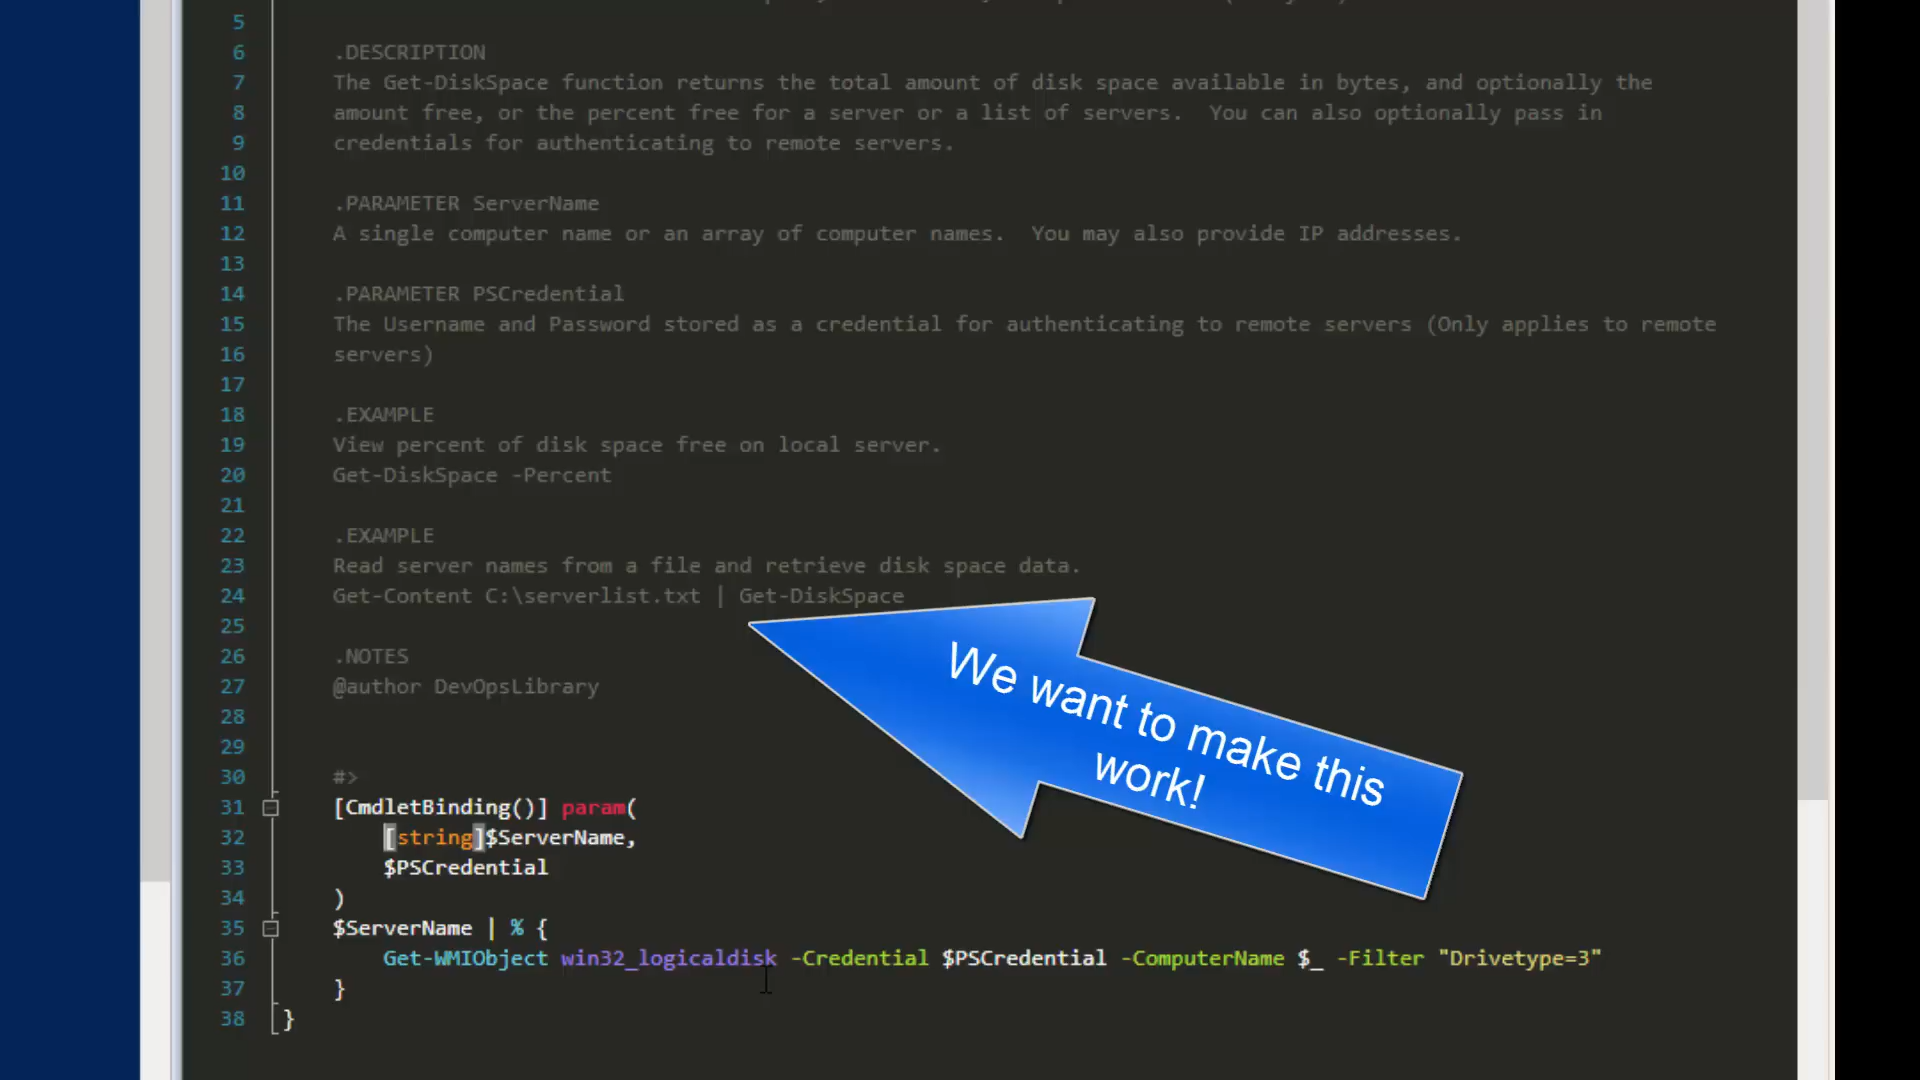 5
6 .DESCRIPTION
7 The Get-DiskSpace function returns the total amount of disk space available in bytes, and optionally the
8 amount free, or the percent free for a server or a list of servers.  You can also optionally pass in
9 credentials for authenticating to remote servers.
10
11 .PARAMETER ServerName
12 A single computer name or an array of computer names.  You may also provide IP addresses.
13
14 .PARAMETER PSCredential
15 The Username and Password stored as a credential for authenticating to remote servers (Only applies to remote
16 servers)
17
18 .EXAMPLE
19 View percent of disk space free on local server.
20 Get-DiskSpace -Percent
21
22 .EXAMPLE
23 Read server names from a file and retrieve disk space data.
24 Get-Content C:\serverlist.txt | Get-DiskSpace
25
26 .NOTES
27 @author DevOpsLibrary
28
29
30 #>
31 [CmdletBinding()] param(
32 [string]$ServerName,
33 $PSCredential
34 )
35 $ServerName | % {
36 Get-WMIObject win32_logicaldisk -Credential $PSCredential -ComputerName $_ -Filter "Drivetype=3"
37 }
38 }
We want to make this
work!